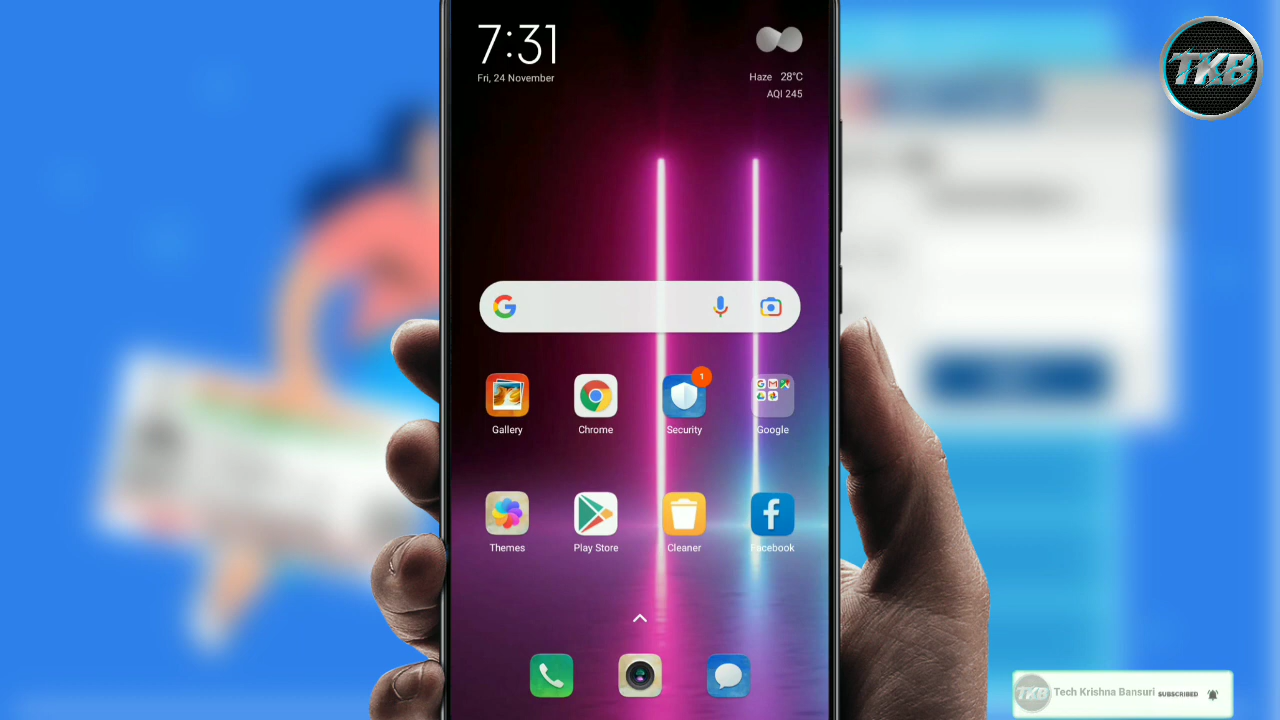 7:31
Fri, 24 November
Haze 28°C
AQI 245
TKB
1
Gallery
Chrome
Security
Google
Themes
Play Store
Cleaner
Facebook
TKB
Tech Krishna Bansuri SUBSCRIBED